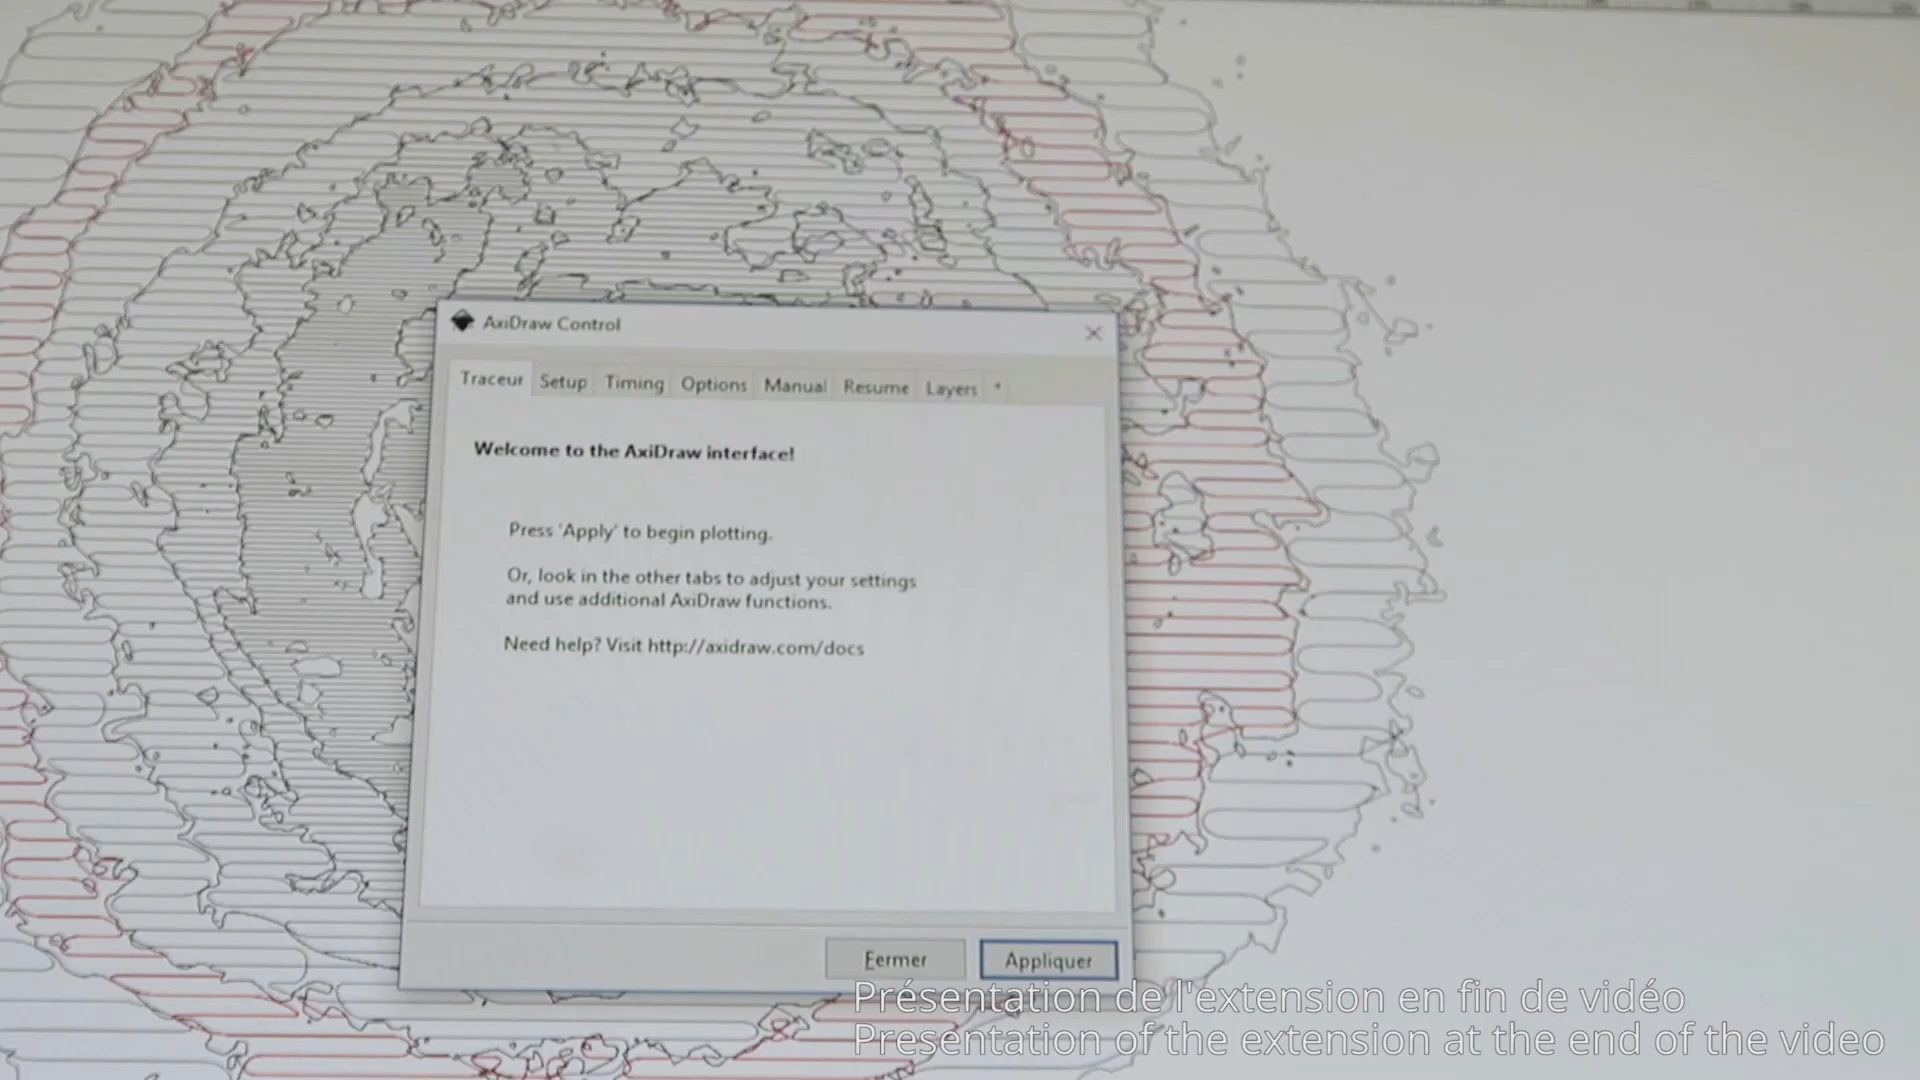 AxiDraw Control
Traceur Setup Timing Options Manual Resume Layers
Welcome to the AxiDraw interface!
Press 'Apply' to begin plotting.
Or, look in the other tabs to adjust your settings
and use additional AxiDraw functions.
Need help? Visit http://axidraw.com/docs
Fermer Appliquer
Présentation de l'extension en fin de vidéo
Presentation of the extension at the end of the video